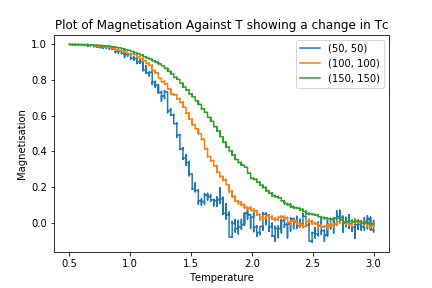 Plot of Magnetisation Against T showing a change in Tc
(50, 50)
(100, 100)
(150, 150)
Magnetisation
1.0
0.8
0.6
0.4
0.2
0.0
0.5 1.0 1.5 2.0 2.5 3.0
Temperature